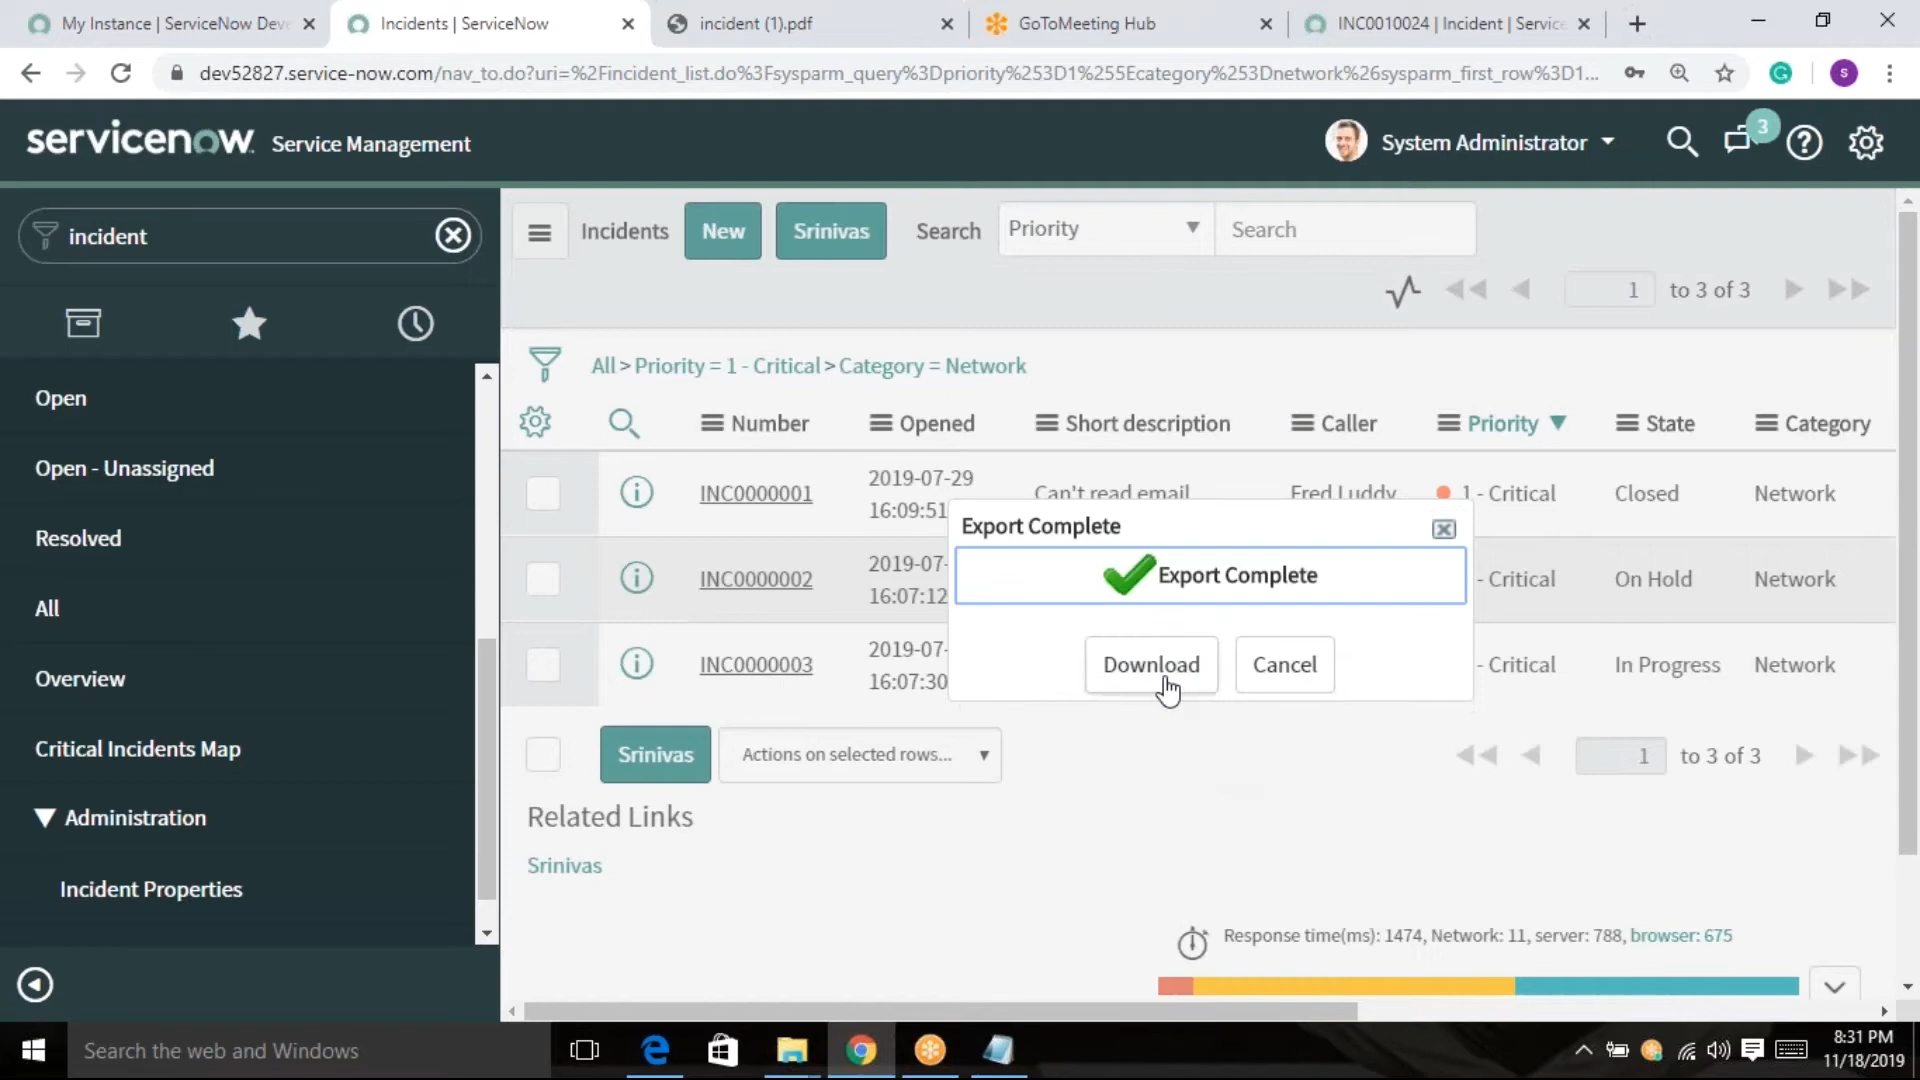 My Instance | ServiceNow Deve
Incidents | ServiceNow
incident (1).pdf
GoToMeeting Hub
INC0010024 | Incident | Service
dev52827.service-now.com/nav_to.do?uri=%2Fincident_list.do%3Fsysparm_query%3Dpriority%253D1%255Ecategory%253Dnetwork%26sysparm_first_row%3D1...
G
s
servicenow Service Management
System Administrator
3
incident
Incidents New Srinivas Search Priority Search
1 to 3 of 3
Open
Open - Unassigned
Resolved
All
Overview
Critical Incidents Map
Administration
Incident Properties
All > Priority = 1 - Critical > Category = Network
Number Opened Short description Caller Priority State Category
INC0000001 2019-07-29 16:09:51 Can't read email Fred Luddy 1 - Critical Closed Network
INC0000002 2019-07- 16:07:12 - Critical On Hold Network
INC0000003 2019-07- 16:07:30 - Critical In Progress Network
Export Complete
Export Complete
Download Cancel
Srinivas Actions on selected rows... 1 to 3 of 3
Related Links
Srinivas
Response time(ms): 1474, Network: 11, server: 788, browser: 675
Search the web and Windows
8:31 PM
11/18/2019